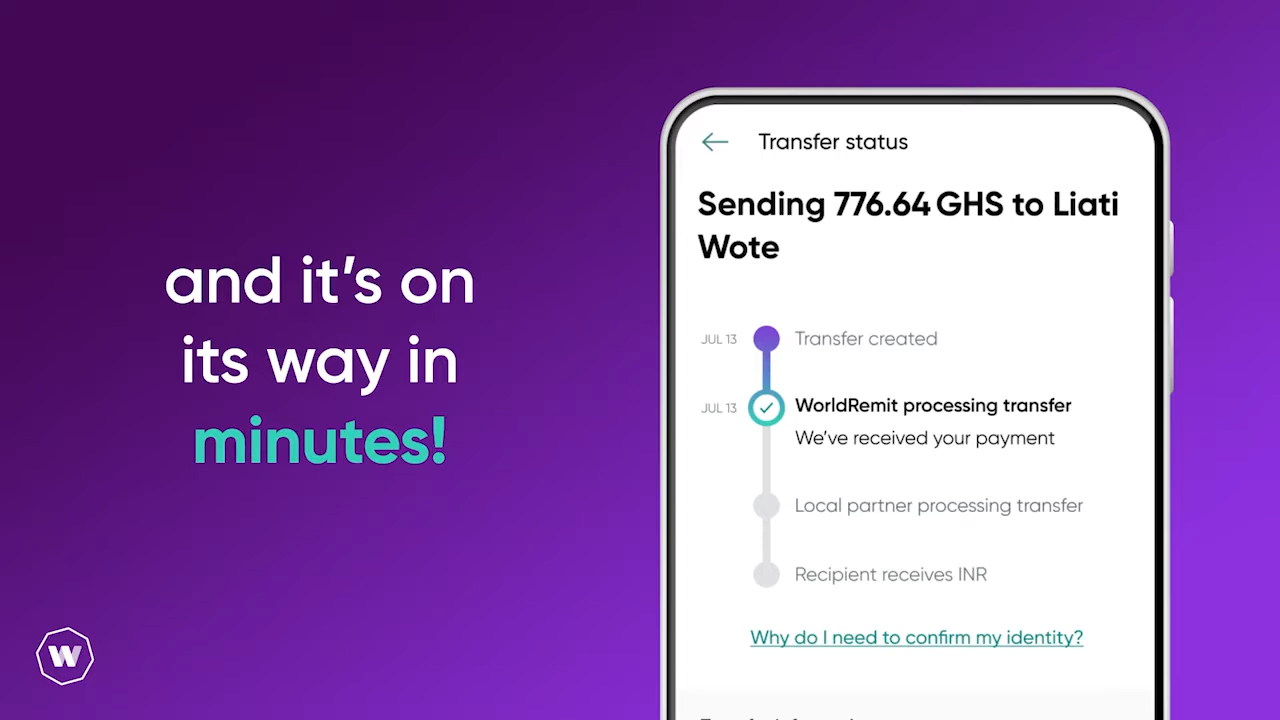 and it's on
its way in
minutes!
Transfer status
Sending 776.64 GHS to Liati
Wote
JUL 13 Transfer created
JUL 13 WorldRemit processing transfer
We've received your payment
Local partner processing transfer
Recipient receives INR
Why do I need to confirm my identity?
W